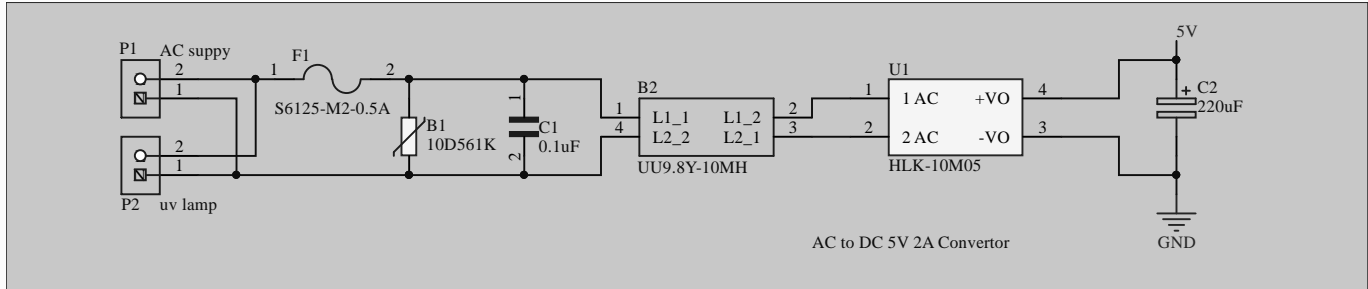 P1 AC suppy
2
1
F1
1 2
S6125-M2-0.5A
B1
10D561K
1
C1
0.1uF
2
P2 uv lamp
2
1
B2
1 L1_1 L1_2 2
4 L2_2 L2_1 3
UU9.8Y-10MH
U1
1 1 AC +VO 4
2 2 AC -VO 3
HLK-10M05
5V
+ C2
220uF
GND
AC to DC 5V 2A Convertor